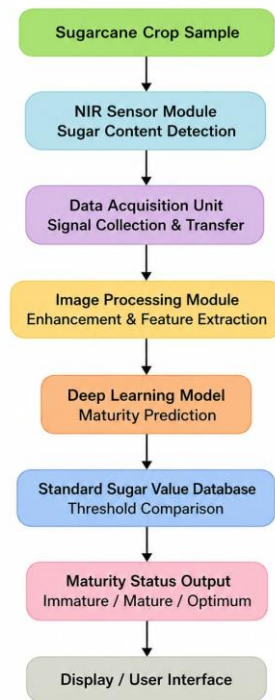 Sugarcane Crop Sample
NIR Sensor Module
Sugar Content Detection
Data Acquisition Unit
Signal Collection & Transfer
Image Processing Module
Enhancement & Feature Extraction
Deep Learning Model
Maturity Prediction
Standard Sugar Value Database
Threshold Comparison
Maturity Status Output
Immature / Mature / Optimum
Display / User Interface